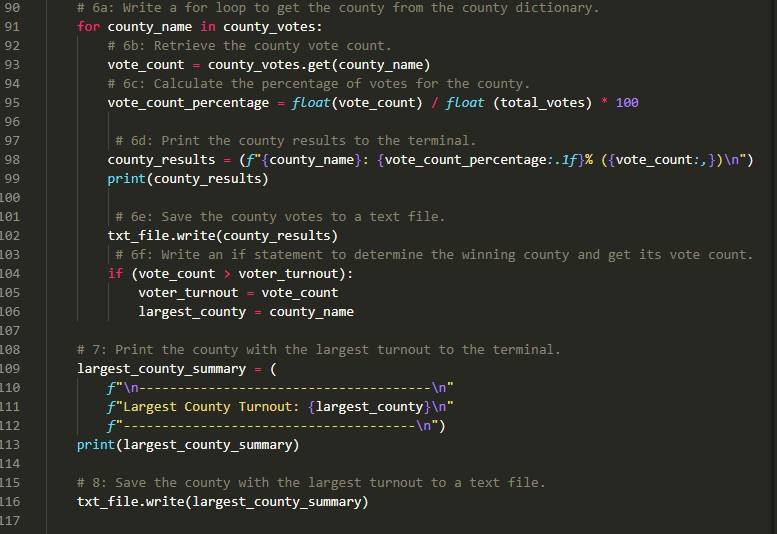 90 # 6a: Write a for loop to get the county from the county dictionary.
91 for county_name in county_votes:
92 # 6b: Retrieve the county vote count.
93 vote_count = county_votes.get(county_name)
94 # 6c: Calculate the percentage of votes for the county.
95 vote_count_percentage = float(vote_count) / float (total_votes) * 100
96
97 # 6d: Print the county results to the terminal.
98 county_results = (f"{county_name}: {vote_count_percentage:.1f}% ({vote_count:,})\n")
99 print(county_results)
100
101 # 6e: Save the county votes to a text file.
102 txt_file.write(county_results)
103 # 6f: Write an if statement to determine the winning county and get its vote count.
104 if (vote_count > voter_turnout):
105 voter_turnout = vote_count
106 largest_county = county_name
107
108 # 7: Print the county with the largest turnout to the terminal.
109 largest_county_summary = (
110 f"\n--------------------------------------\n"
111 f"Largest County Turnout: {largest_county}\n"
112 f"--------------------------------------\n")
113 print(largest_county_summary)
114
115 # 8: Save the county with the largest turnout to a text file.
116 txt_file.write(largest_county_summary)
117